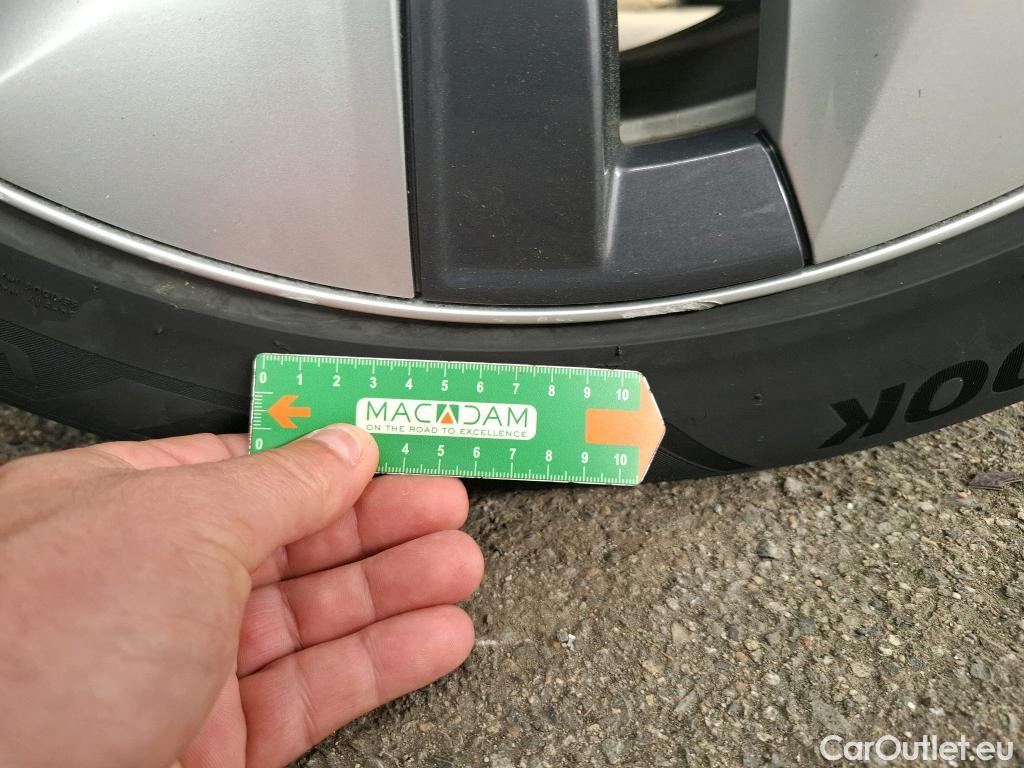 0 1 2 3 4 5 6 7 8 9 10
MACADAM
ON THE ROAD TO EXCELLENCE
0 4 5 6 7 8 9 10
OOK
CarOutlet.eu